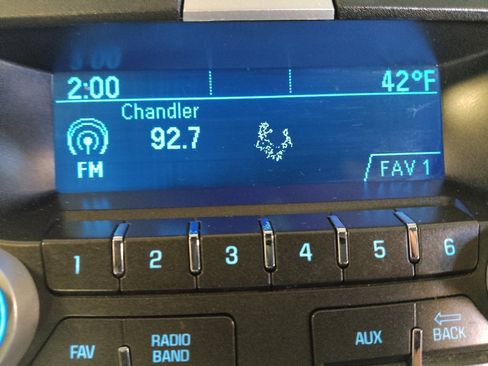 2:00 42°F
Chandler
92.7
FM
FAV 1
1 2 3 4 5 6
FAV RADIO BAND AUX BACK